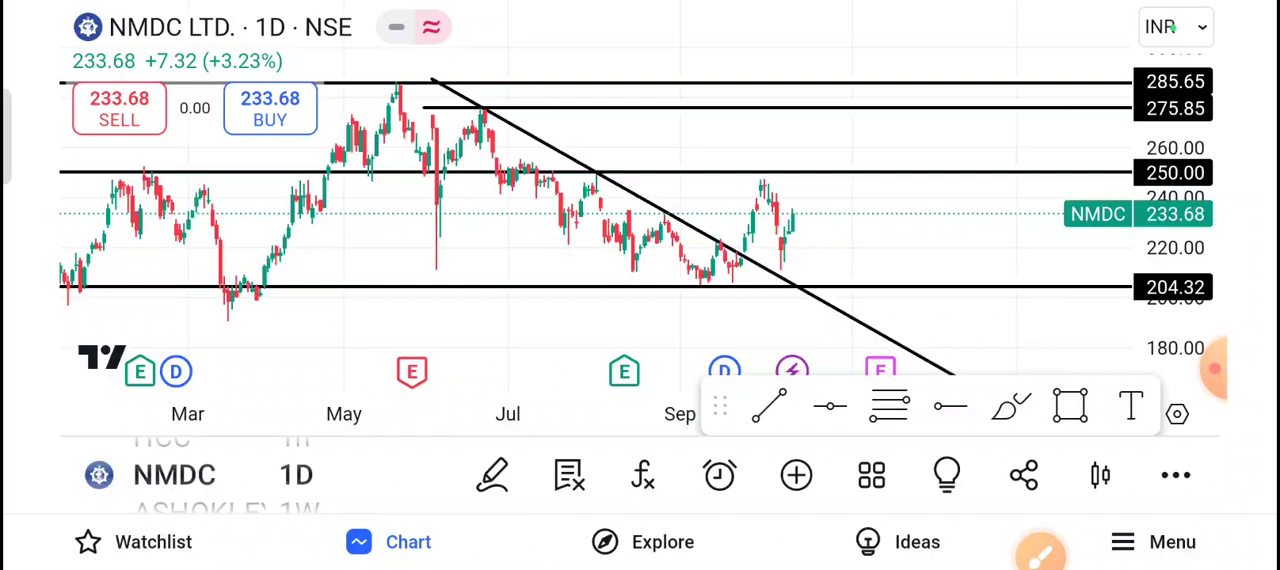 NMDC LTD. · 1D · NSE
INR
233.68 +7.32 (+3.23%)
233.68
SELL
0.00
233.68
BUY
285.65
275.85
260.00
250.00
240.00
NMDC 233.68
220.00
204.32
180.00
E
D
E
E
D
E
Mar
May
Jul
Sep
T
NMDC 1D
1W
Watchlist
Chart
Explore
Ideas
Menu